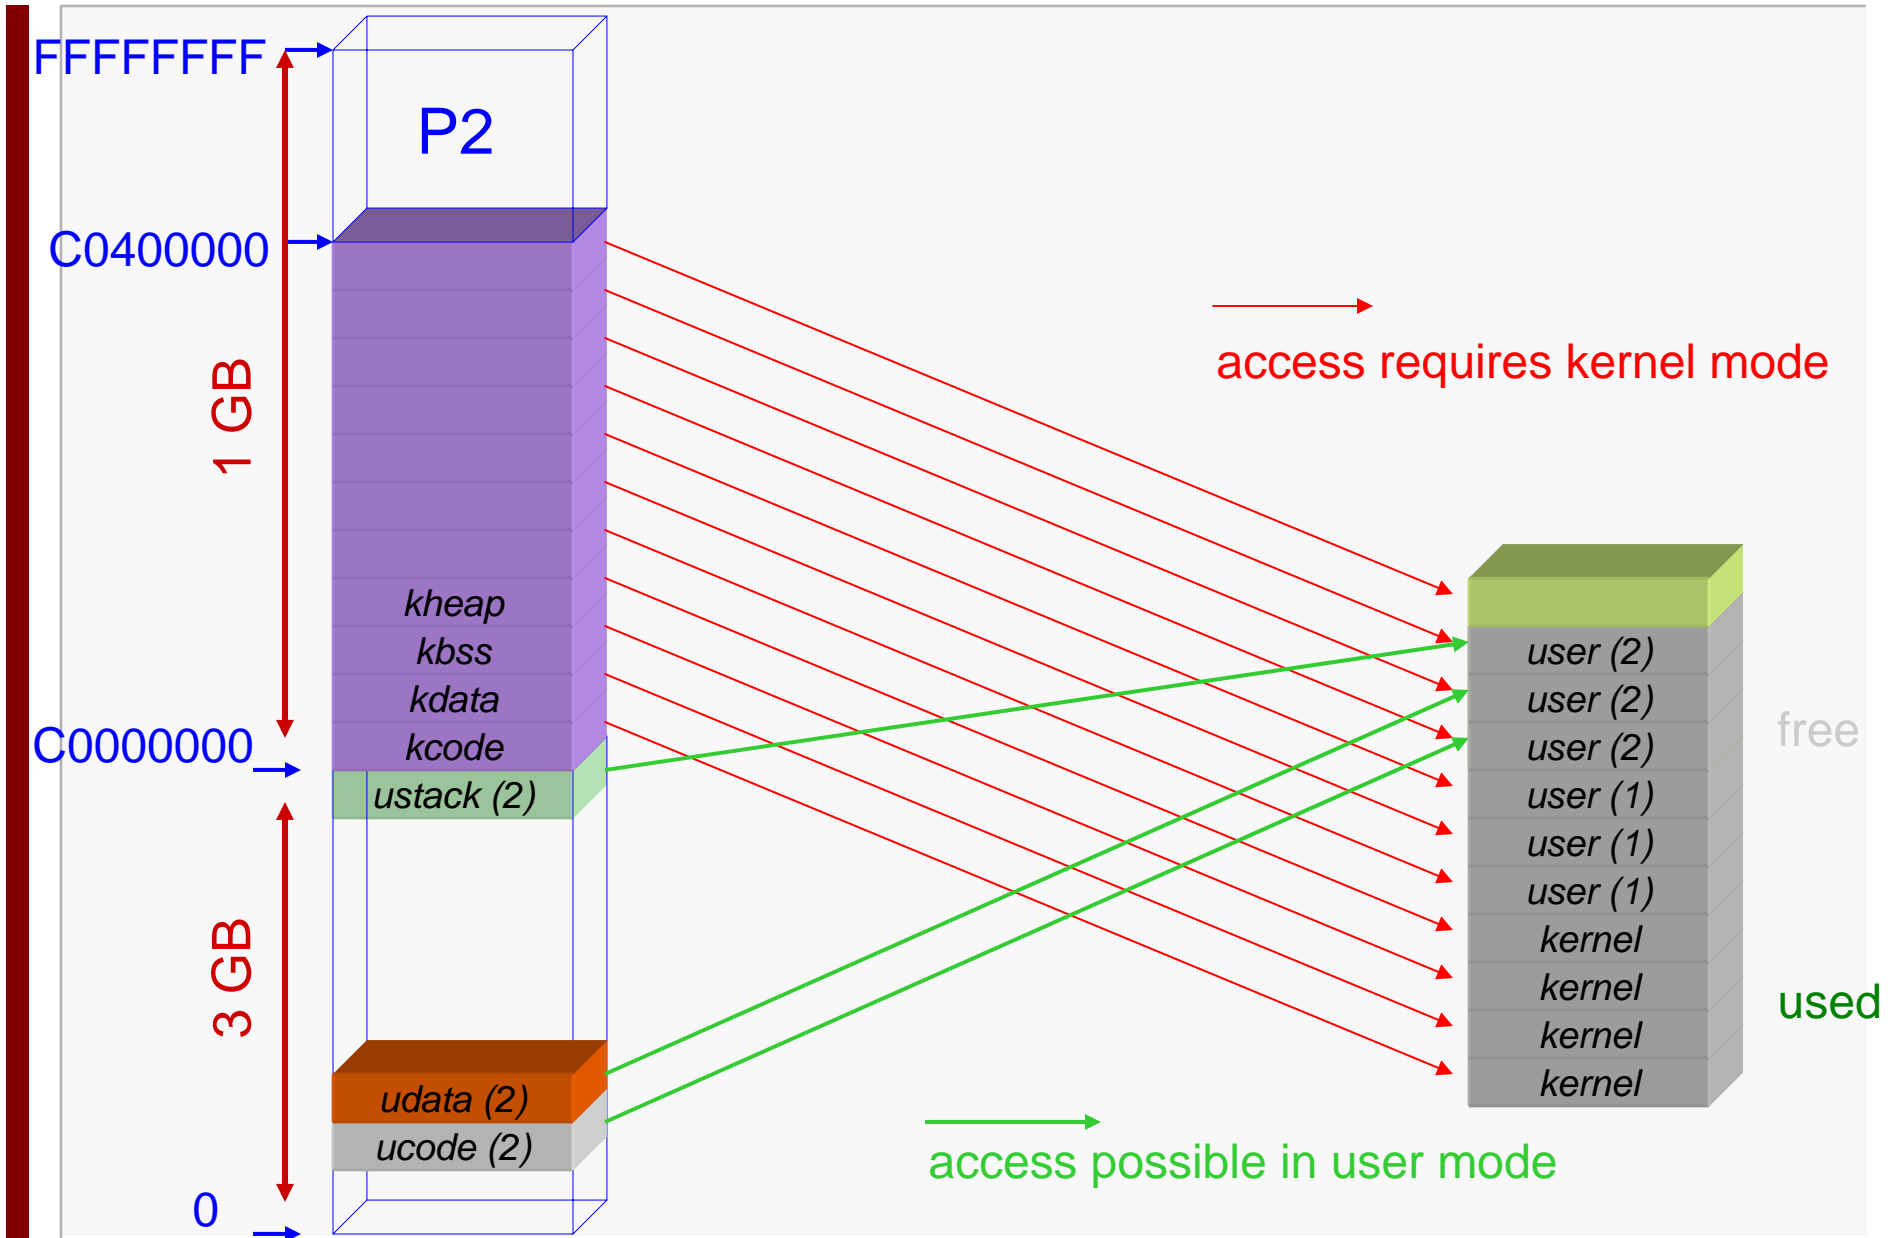 FFFFFFFF
P2
C0400000
1 GB
access requires kernel mode
kheap
kbss
kdata
kcode
C0000000
ustack (2)
3 GB
udata (2)
ucode (2)
0
user (2)
user (2)
user (2)
user (1)
user (1)
user (1)
kernel
kernel
kernel
kernel
free
used
access possible in user mode